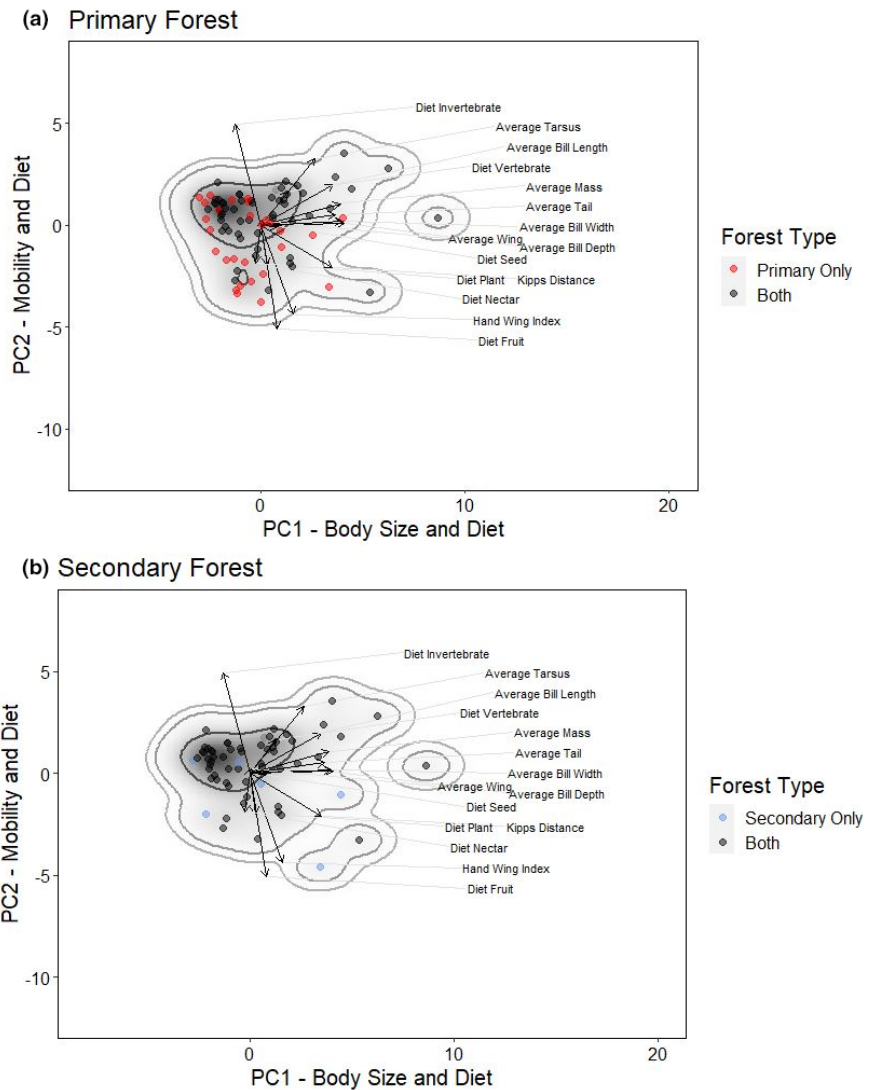 (a) Primary Forest
PC2 - Mobility and Diet
5
0
-5
-10
Diet Invertebrate
Average Tarsus
Average Bill Length
Diet Vertebrate
Average Mass
Average Tail
Average Bill Width
Average Wing
Average Bill Depth
Diet Seed
Diet Plant Kipps Distance
Diet Nectar
Hand Wing Index
Diet Fruit
0 10 20
PC1 - Body Size and Diet
Forest Type
Primary Only
Both
(b) Secondary Forest
PC2 - Mobility and Diet
5
0
-5
-10
Diet Invertebrate
Average Tarsus
Average Bill Length
Diet Vertebrate
Average Mass
Average Tail
Average Bill Width
Average Wing
Average Bill Depth
Diet Seed
Diet Plant Kipps Distance
Diet Nectar
Hand Wing Index
Diet Fruit
0 10 20
PC1 - Body Size and Diet
Forest Type
Secondary Only
Both